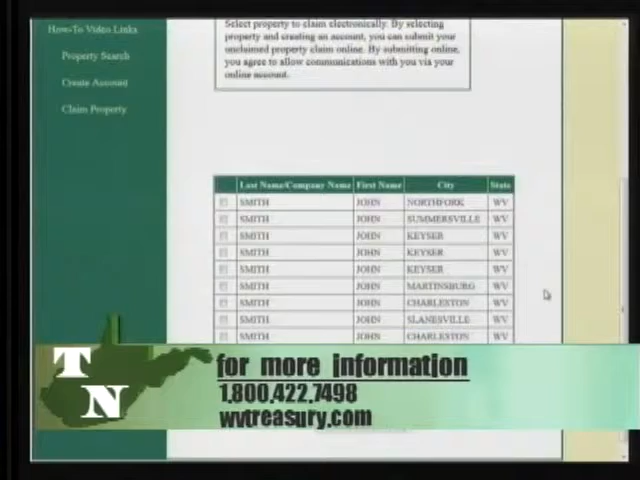 How-To Video Links
Property Search
Create Account
Claim Property
Select property to claim electronically. By selecting
property and creating an account, you can submit your
unclaimed property claim online. By submitting online,
you agree to allow communications with you via your
online account.
Last Name/Company Name First Name City State
SMITH JOHN NORTHFORK WV
SMITH JOHN SUMMERSVILLE WV
SMITH JOHN KEYSER WV
SMITH JOHN KEYSER WV
SMITH JOHN KEYSER WV
SMITH JOHN MARTINSBURG WV
SMITH JOHN CHARLESTON WV
SMITH JOHN SLANESVILLE WV
SMITH JOHN CHARLESTON WV
T
N
for more information
1.800.422.7498
wvtreasury.com